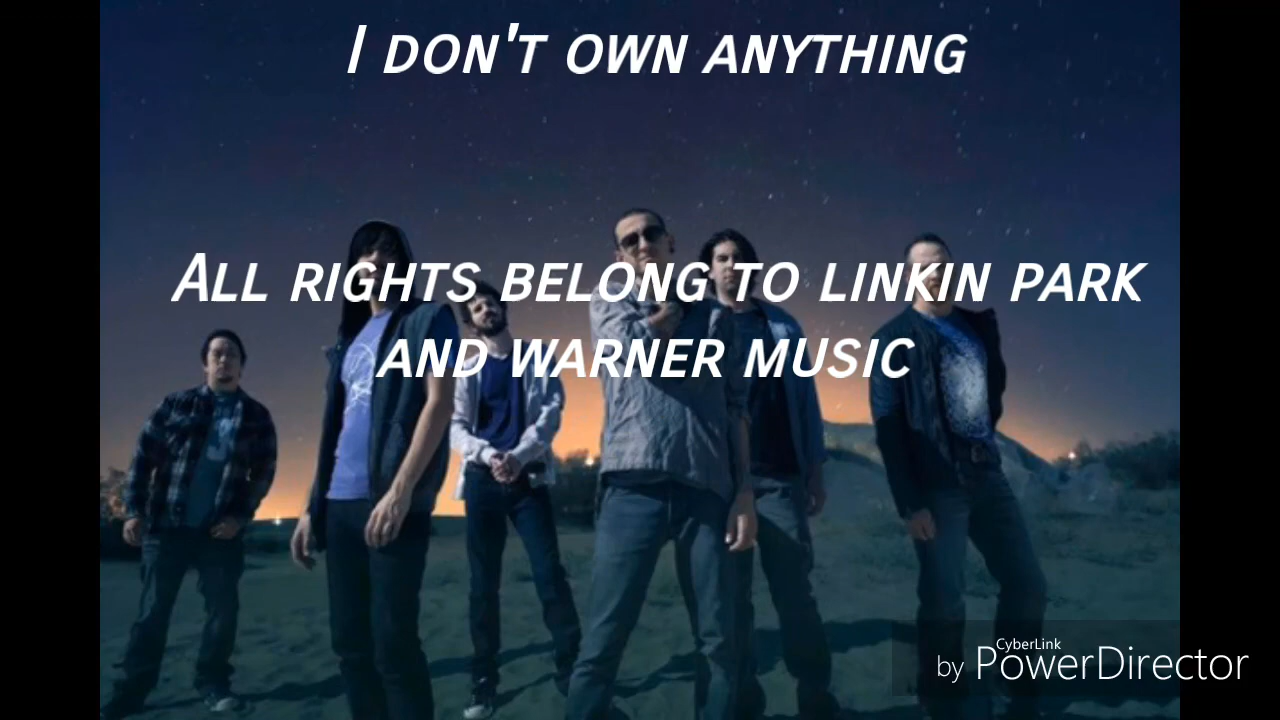 I DON'T OWN ANYTHING
ALL RIGHTS BELONG TO LINKIN PARK
AND WARNER MUSIC
CyberLink
by PowerDirector